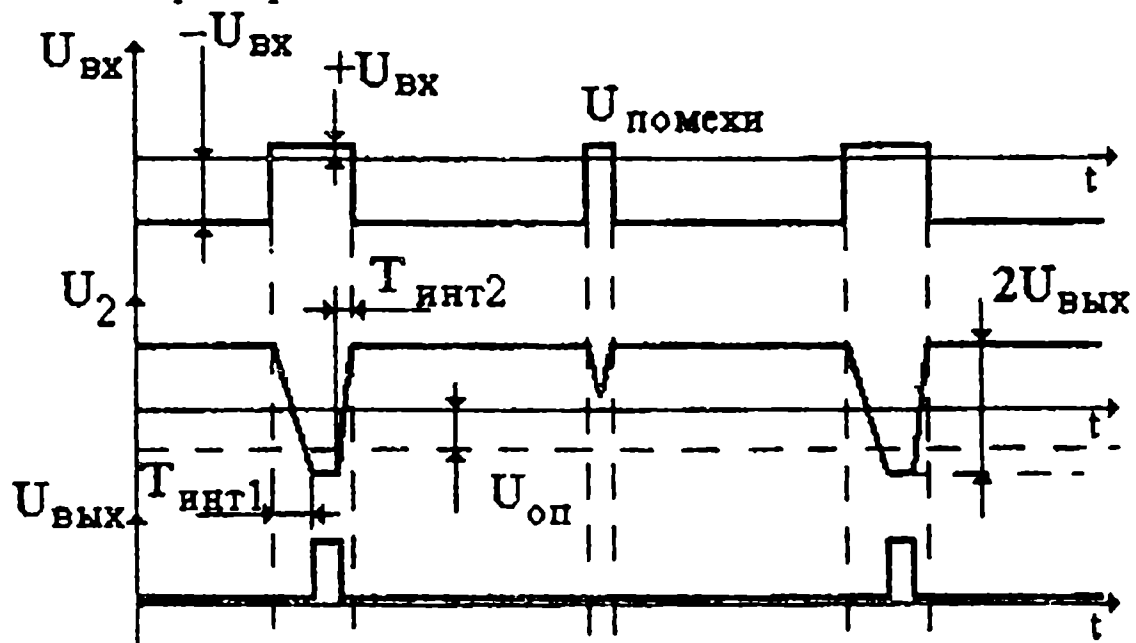 −U вх
U вх
+U вх
U помехи
t
U 2
T инт2
2U вых
t
T инт1
U оп
U вых
t